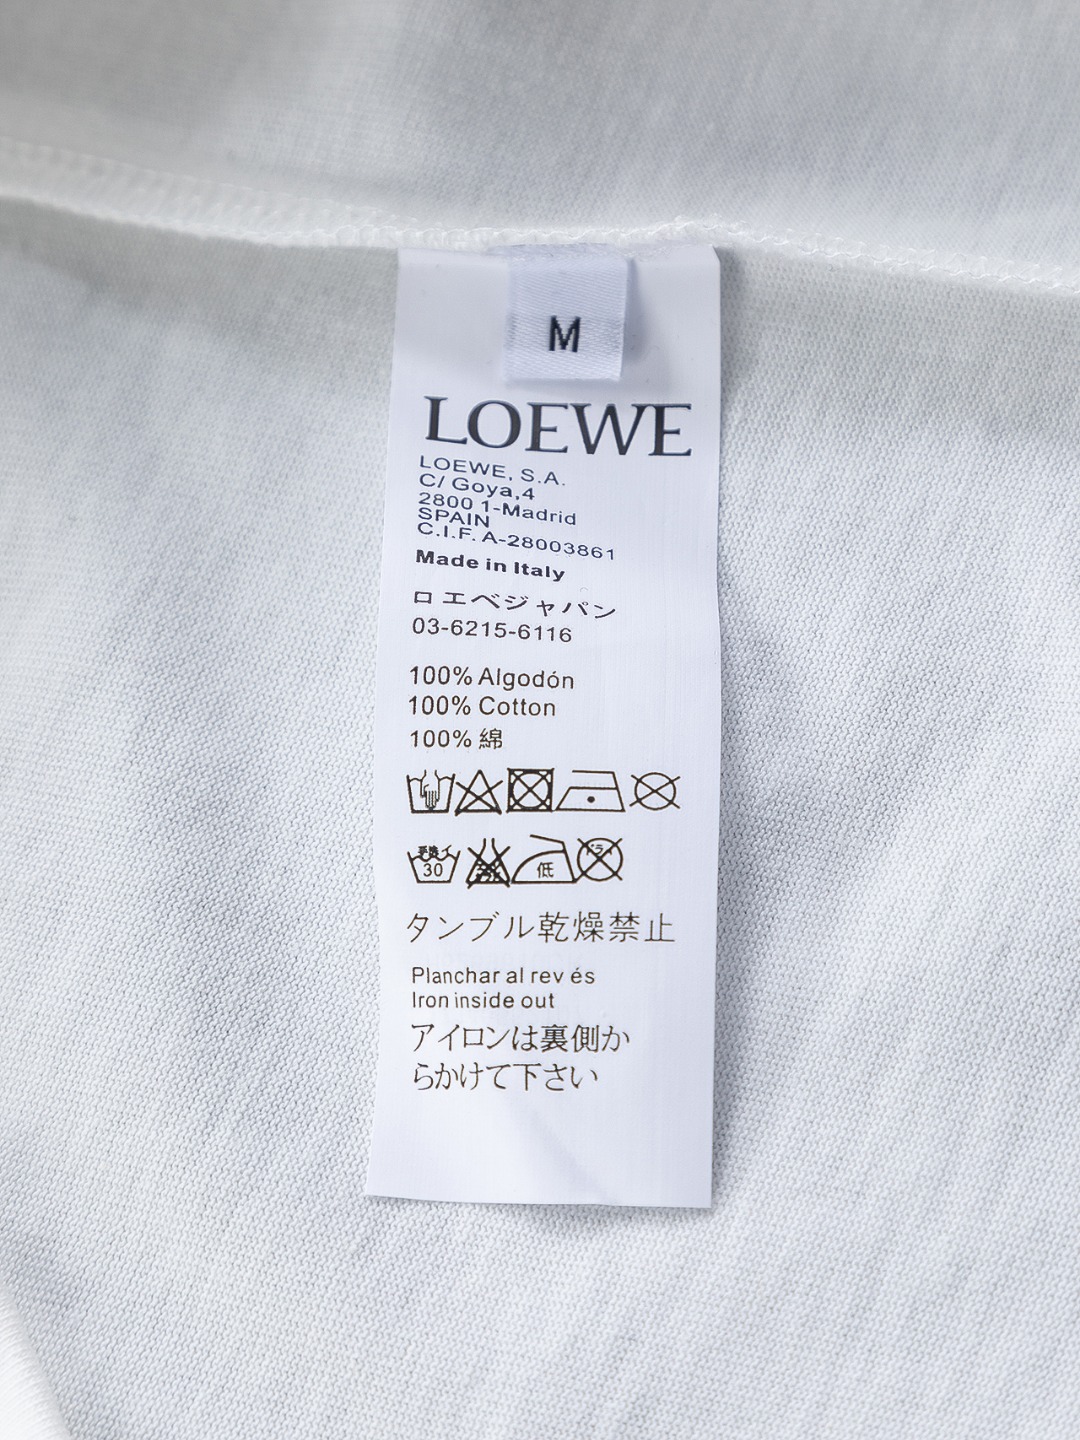 M
LOEWE
LOEWE, S.A.
C/ Goya,4
2800 1-Madrid
SPAIN
C.I.F. A-28003861
Made in Italy
ロエベジャパン
03-6215-6116
100% Algodón
100% Cotton
100% 綿
30
低
ドライ
タンブル乾燥禁止
Planchar al rev és
Iron inside out
アイロンは裏側か
らかけて下さい